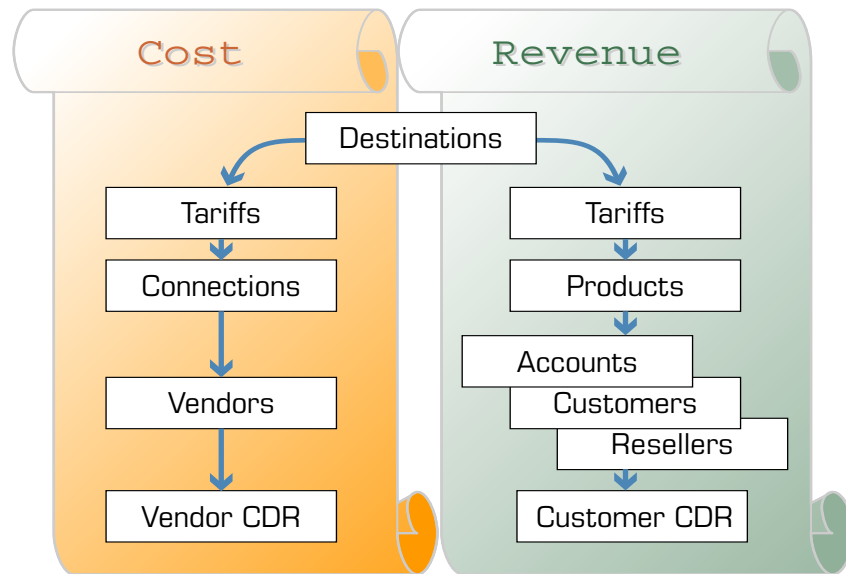 Cost
Revenue
Destinations
Tariffs
Connections
Vendors
Vendor CDR
Tariffs
Products
Accounts
Customers
Resellers
Customer CDR